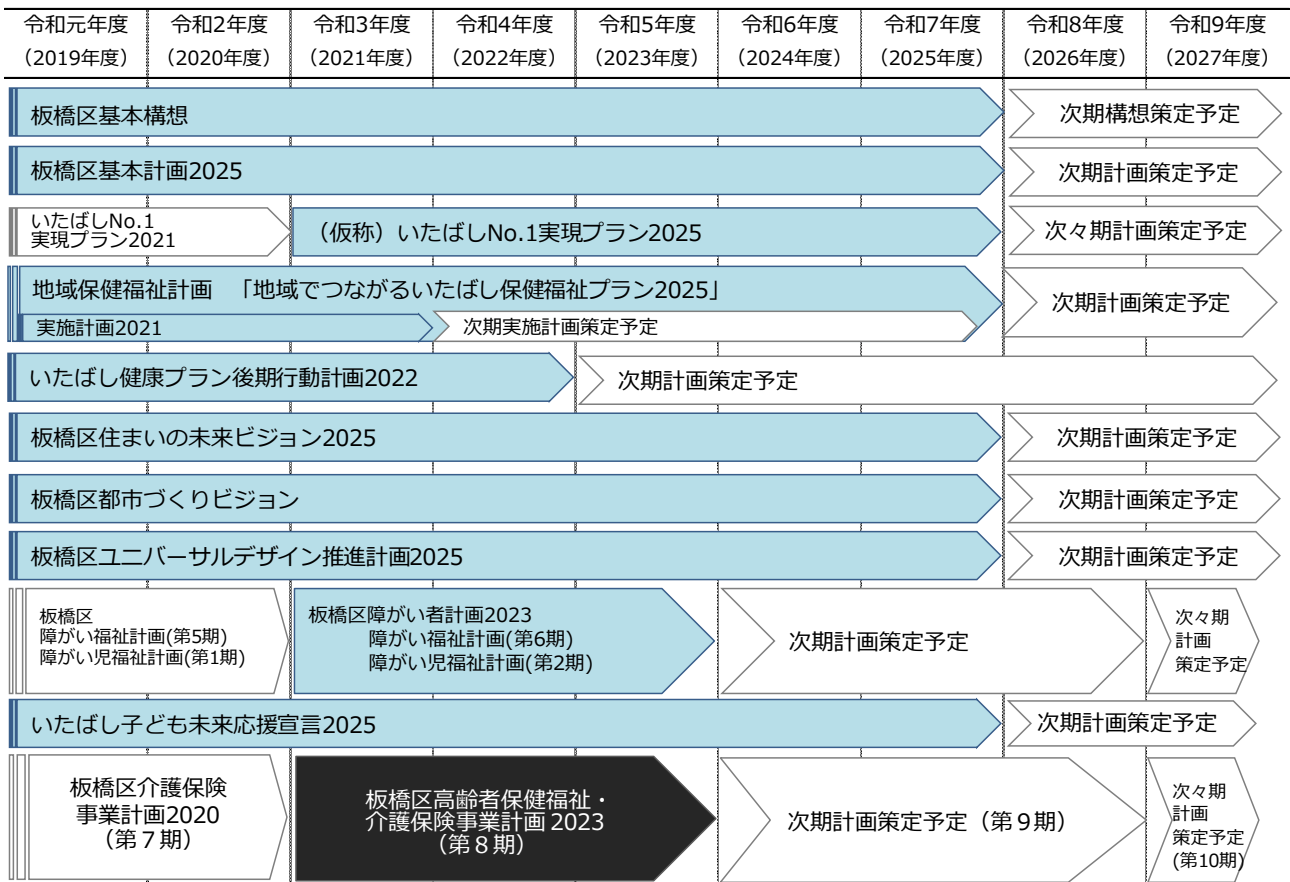 令和元年度 令和2年度 令和3年度 令和4年度 令和5年度 令和6年度 令和7年度 令和8年度 令和9年度
（2019年度） （2020年度） （2021年度） （2022年度） （2023年度） （2024年度） （2025年度） （2026年度） （2027年度）
板橋区基本構想 次期構想策定予定
板橋区基本計画2025 次期計画策定予定
いたばしNo.1
実現プラン2021
（仮称）いたばしNo.1実現プラン2025 次々期計画策定予定
地域保健福祉計画 「地域でつながるいたばし保健福祉プラン2025」 次期計画策定予定
実施計画2021 次期実施計画策定予定
いたばし健康プラン後期行動計画2022 次期計画策定予定
板橋区住まいの未来ビジョン2025 次期計画策定予定
板橋区都市づくりビジョン 次期計画策定予定
板橋区ユニバーサルデザイン推進計画2025 次期計画策定予定
板橋区
障がい福祉計画(第5期)
障がい児福祉計画(第1期)
板橋区障がい者計画2023
障がい福祉計画(第6期)
障がい児福祉計画(第2期)
次期計画策定予定
次々期
計画
策定予定
いたばし子ども未来応援宣言2025 次期計画策定予定
板橋区介護保険
事業計画2020
（第７期）
板橋区高齢者保健福祉・
介護保険事業計画 2023
（第８期）
次期計画策定予定（第９期）
次々期
計画
策定予定
(第10期)